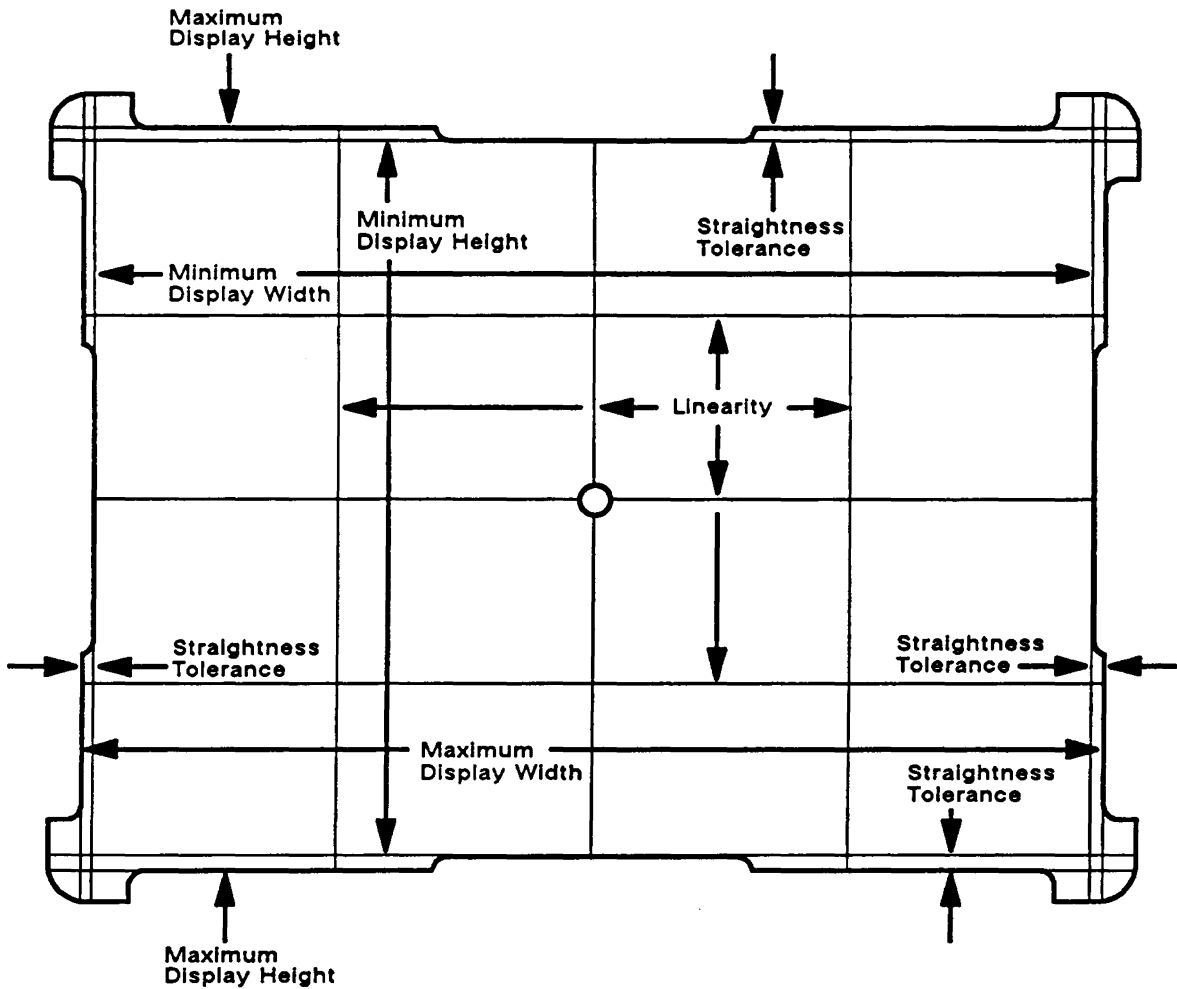 Maximum
Display Height
Minimum
Display Height
Straightness
Tolerance
Minimum
Display Width
Linearity
Straightness
Tolerance
Straightness
Tolerance
Maximum
Display Width
Straightness
Tolerance
Maximum
Display Height